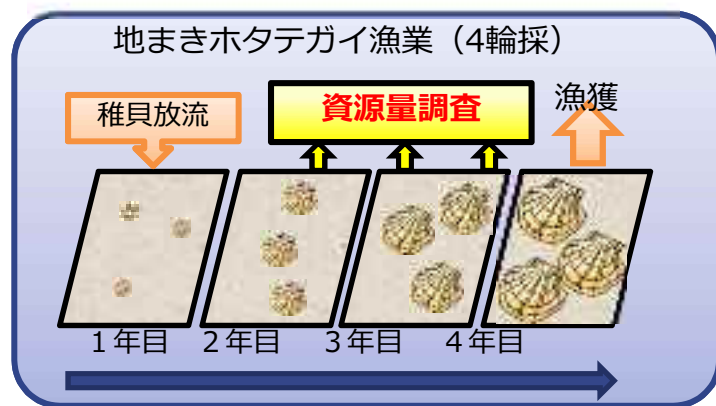 地まきホタテガイ漁業（4輪採）
稚貝放流
資源量調査
漁獲
１年目
２年目
３年目
４年目